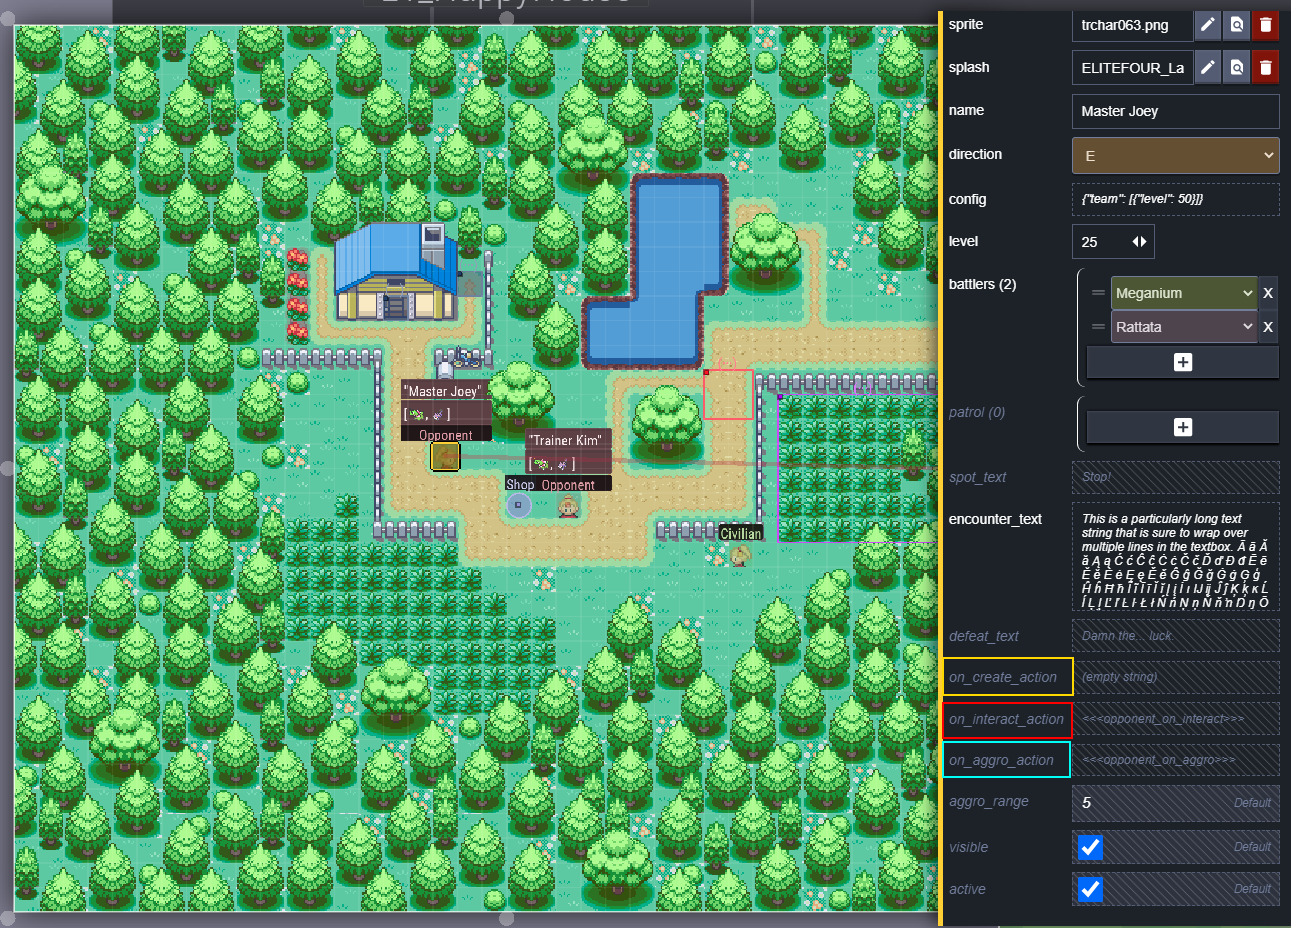 sprite
trchar063.png
splash
ELITEFOUR_La
name
Master Joey
direction
E
config
{"team": [{"level": 50}]}
level
25
battlers (2)
Meganium
X
Rattata
X
patrol (0)
spot_text
Stop!
encounter_text
This is a particularly long text
string that is sure to wrap over
multiple lines in the textbox.
defeat_text
Damn the... luck.
on_create_action
(empty string)
on_interact_action
<<<opponent_on_interact>>>
on_aggro_action
<<<opponent_on_aggro>>>
aggro_range
5
Default
visible
Default
active
Default
"Master Joey"
[ , ]
Opponent
"Trainer Kim"
[ , ]
Shop
Opponent
Civilian